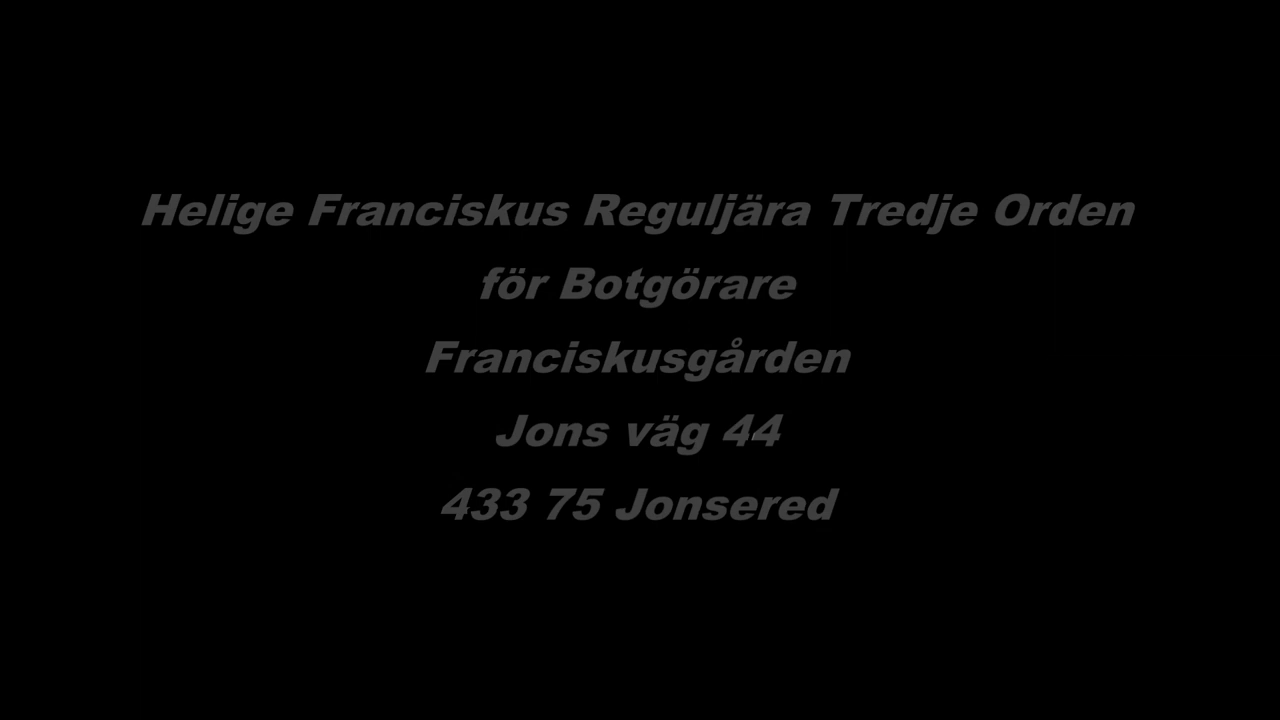 Helige Franciskus Reguljära Tredje Orden
för Botgörare
Franciskusgården
Jons väg 44
433 75 Jonsered